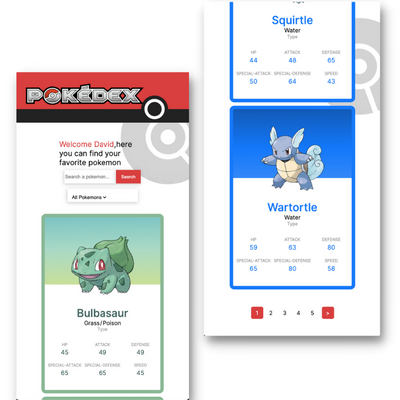 POKÉDEX
Welcome David,here
you can find your
favorite pokemon
Search a pokemon...
Search
All Pokemons
Bulbasaur
Grass/Poison
Type
HP ATTACK DEFENSE
45 49 49
SPECIAL-ATTACK SPECIAL-DEFENSE SPEED
65 65 45
Squirtle
Water
Type
HP ATTACK DEFENSE
44 48 65
SPECIAL-ATTACK SPECIAL-DEFENSE SPEED
50 64 43
Wartortle
Water
Type
HP ATTACK DEFENSE
59 63 80
SPECIAL-ATTACK SPECIAL-DEFENSE SPEED
65 80 58
1 2 3 4 5 >